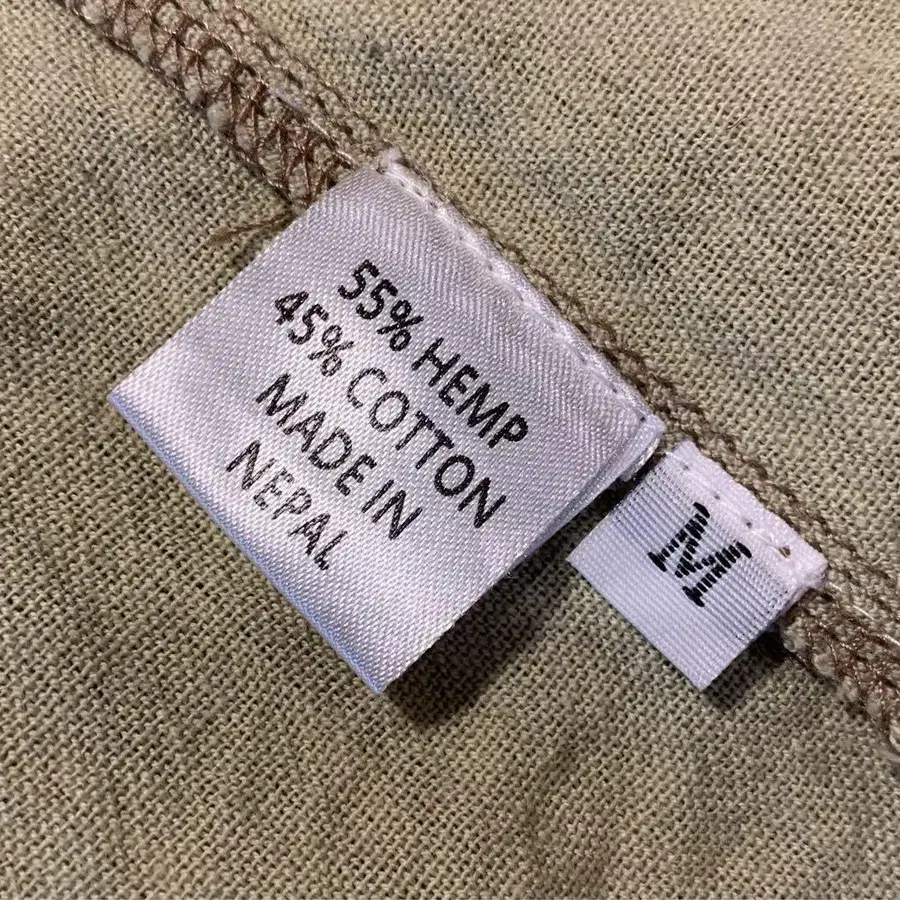 55% HEMP
45% COTTON
MADE IN
NEPAL
M